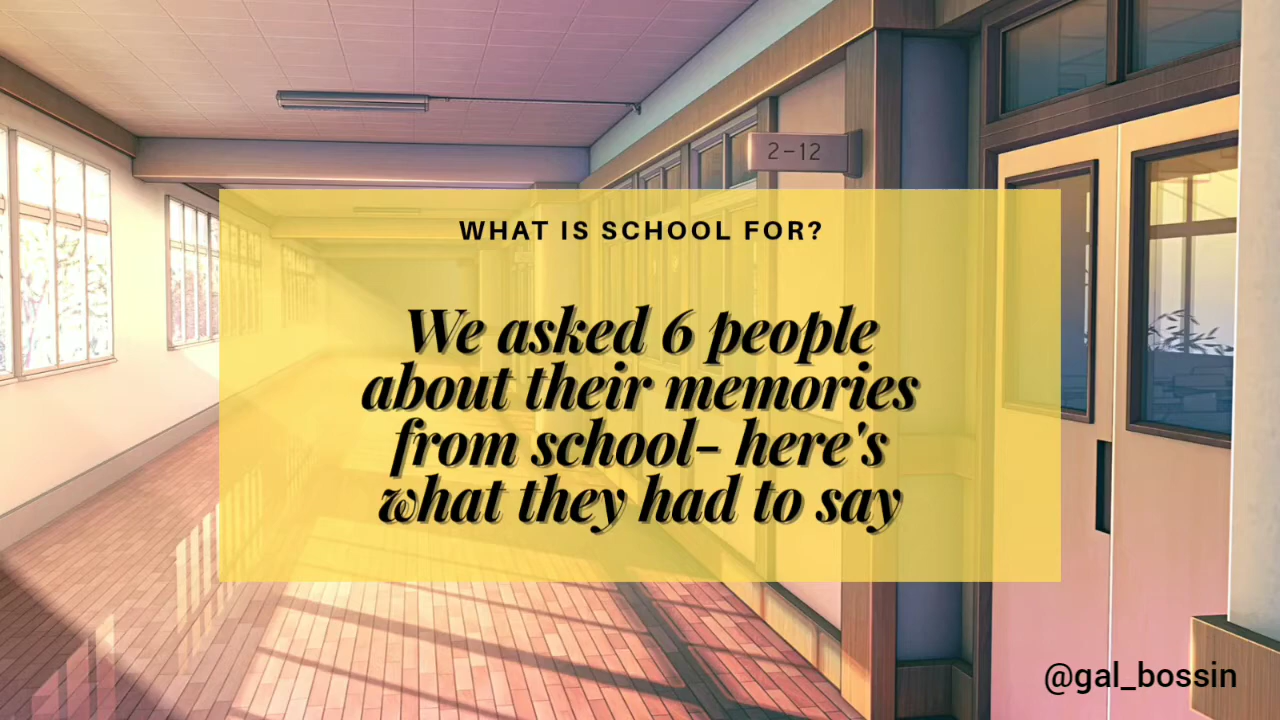 2-12
WHAT IS SCHOOL FOR?
We asked 6 people
about their memories
from school- here's
what they had to say
@gal_bossin